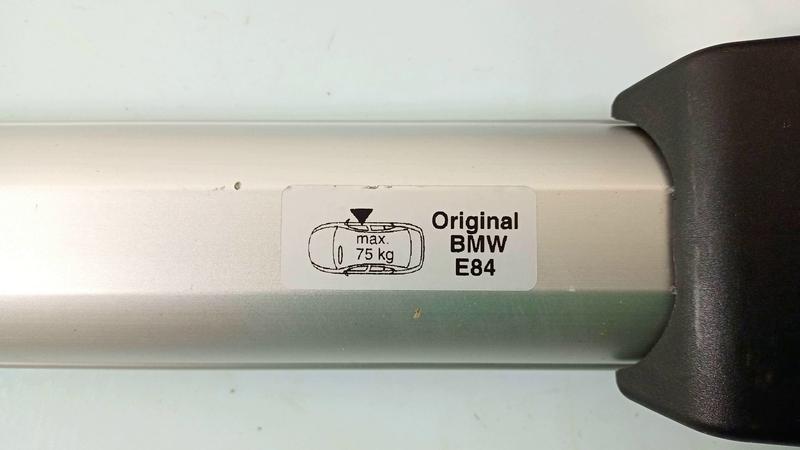 max.
75 kg
Original
BMW
E84